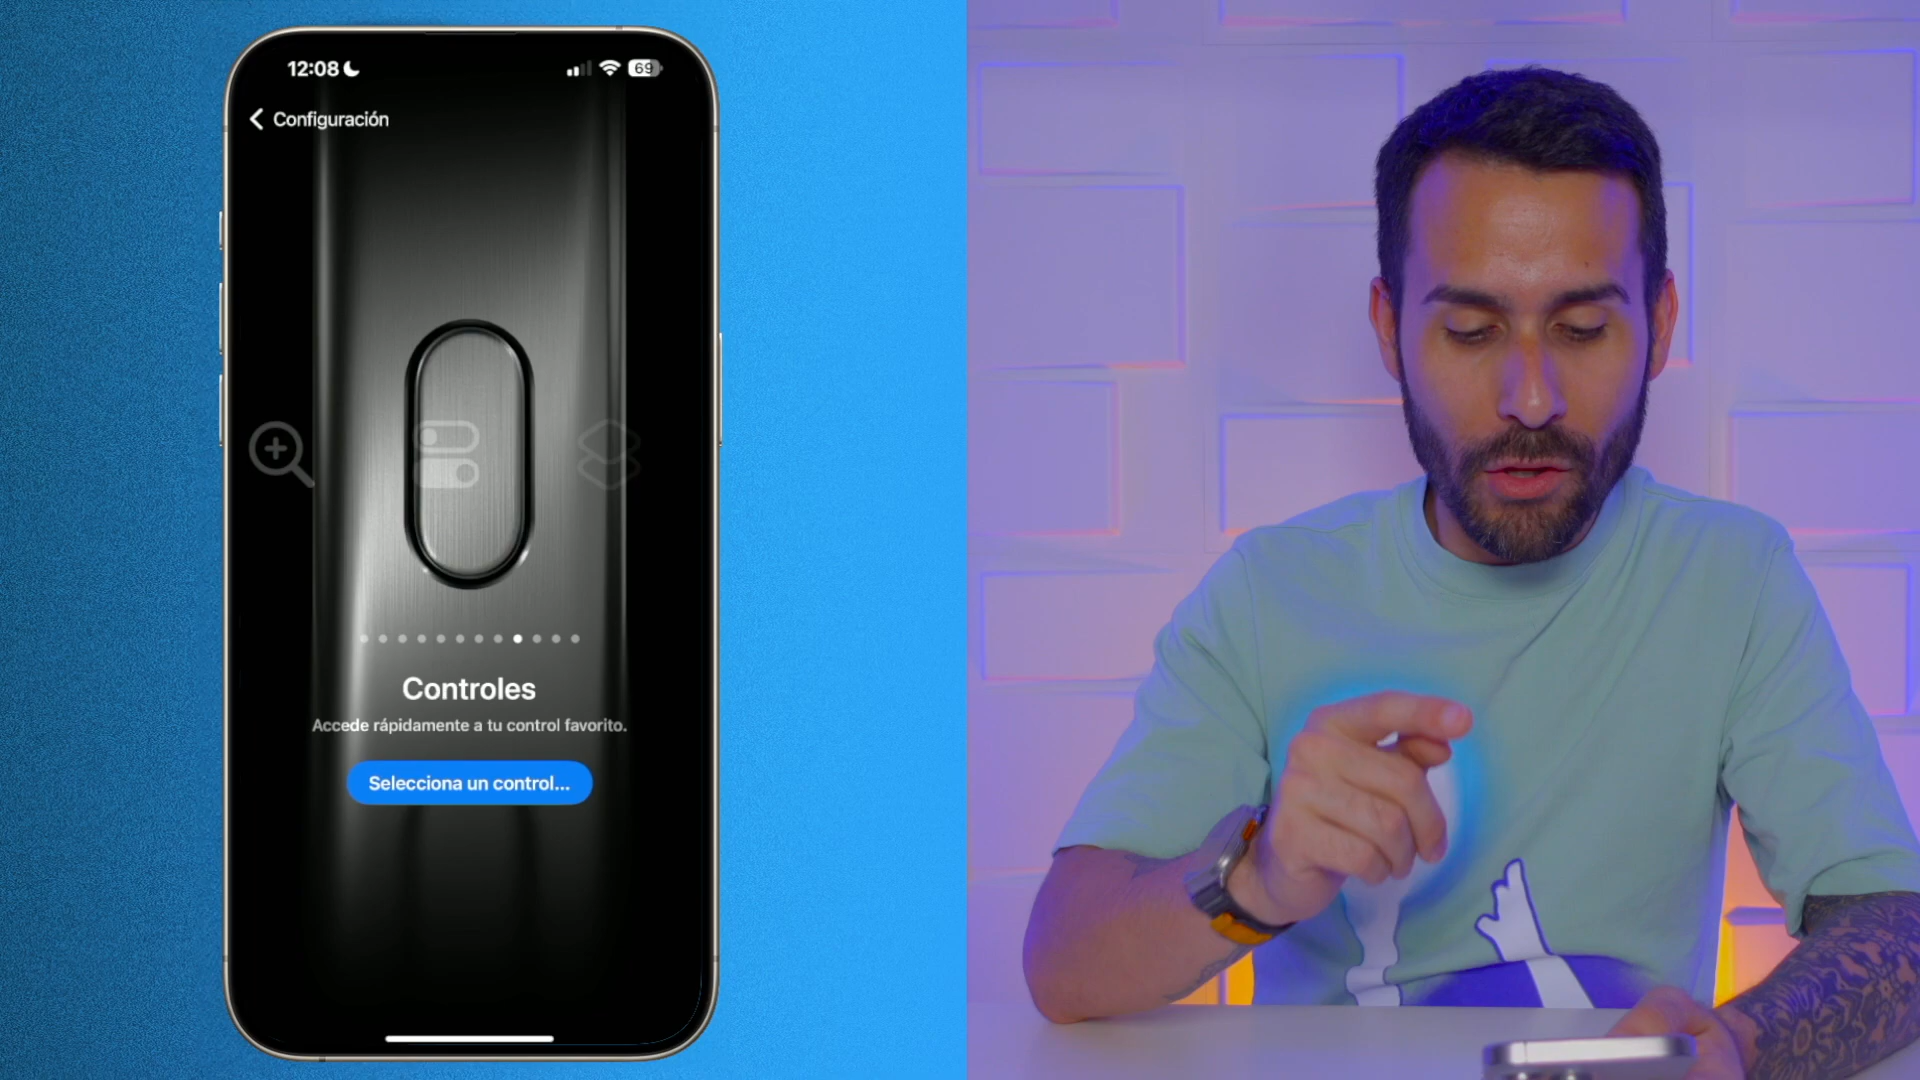 12:08
69
Configuración
Controles
Accede rápidamente a tu control favorito.
Selecciona un control...